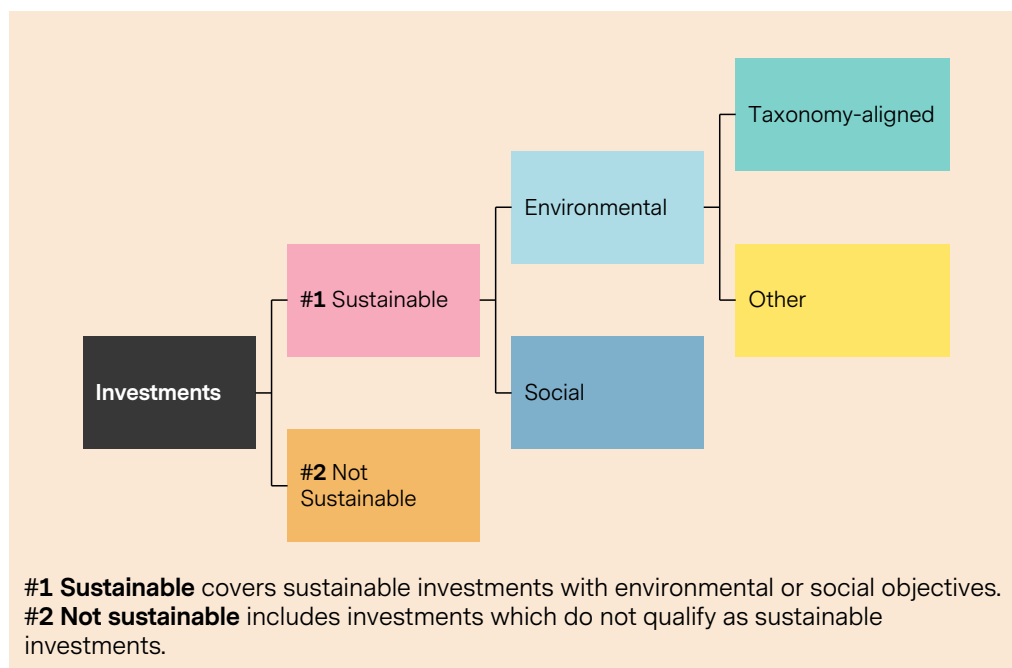 Taxonomy-aligned
Environmental
#1 Sustainable
Other
Investments
Social
#2 Not
Sustainable
#1 Sustainable covers sustainable investments with environmental or social objectives.
#2 Not sustainable includes investments which do not qualify as sustainable
investments.